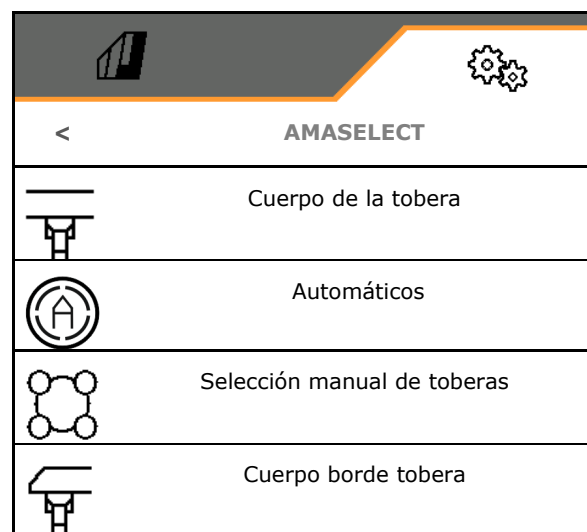 < AMASELECT
Cuerpo de la tobera
Automáticos
Selección manual de toberas
Cuerpo borde tobera